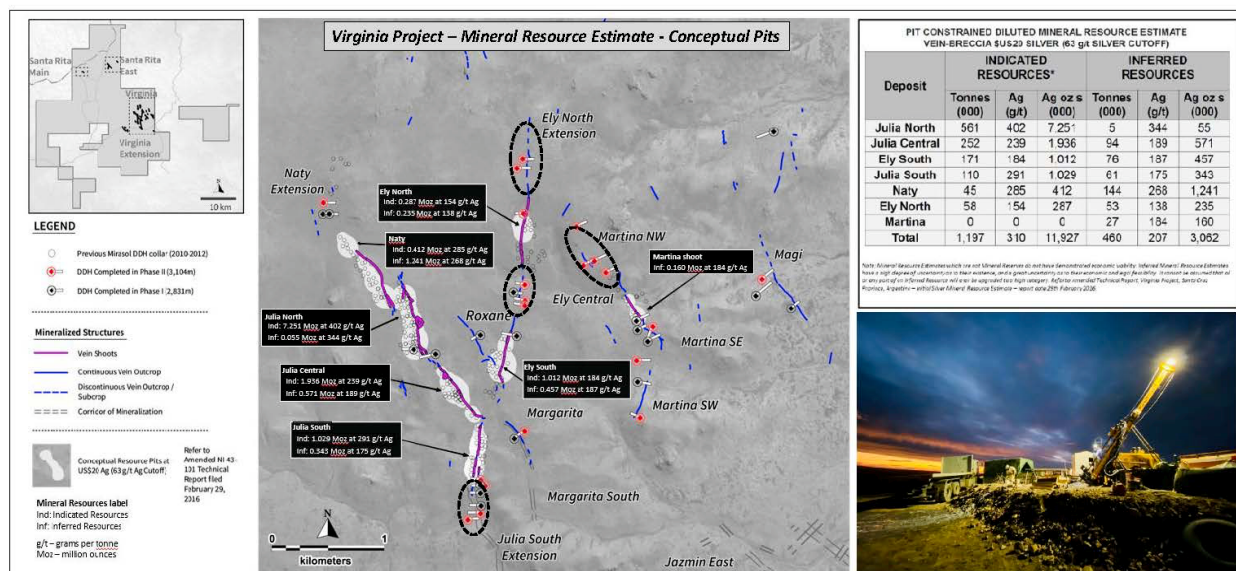 Virginia Project – Mineral Resource Estimate - Conceptual Pits
Santa Rita
Main
Santa Rita
East
Virginia
Virginia
Extension
N
10 km
LEGEND
Previous Mirasol DDH collar (2010-2012)
DDH Completed in Phase II (3,104m)
DDH Completed in Phase I (2,831m)
Mineralized Structures
Vein Shoots
Continuous Vein Outcrop
Discontinuous Vein Outcrop /
Subcrop
Corridor of Mineralization
Conceptual Resource Pits at
US$20 Ag (63 g/t Ag Cutoff)
Refer to
Amended NI 43-
101 Technical
Report filed
February 29,
2016
Mineral Resources label
Ind: Indicated Resources
Inf: Inferred Resources
g/t – grams per tonne
Moz – million ounces
Ely North
Extension
Naty
Extension
Ely North
Ind: 0.287 Moz at 154 g/t Ag
Inf: 0.235 Moz at 138 g/t Ag
Naty
Ind: 0.412 Moz at 285 g/t Ag
Inf: 1.241 Moz at 268 g/t Ag
Martina NW
Martina shoot
Inf: 0.160 Moz at 184 g/t Ag
Magi
Ely Central
Julia North
Ind: 7.251 Moz at 402 g/t Ag
Inf: 0.055 Moz at 344 g/t Ag
Roxane
Martina SE
Julia Central
Ind: 1.936 Moz at 239 g/t Ag
Inf: 0.571 Moz at 189 g/t Ag
Ely South
Ind: 1.012 Moz at 184 g/t Ag
Inf: 0.457 Moz at 187 g/t Ag
Margarita
Martina SW
Julia South
Ind: 1.029 Moz at 291 g/t Ag
Inf: 0.343 Moz at 175 g/t Ag
Margarita South
N
0 1
kilometers
Julia South
Extension
Jazmin East
PIT CONSTRAINED DILUTED MINERAL RESOURCE ESTIMATE
VEIN-BRECCIA $US20 SILVER (63 g/t SILVER CUTOFF)
Deposit INDICATED RESOURCES* INFERRED RESOURCES
Tonnes (000) Ag (g/t) Ag oz s (000) Tonnes (000) Ag (g/t) Ag oz s (000)
Julia North 561 402 7.251 5 344 55
Julia Central 252 239 1.936 94 189 571
Ely South 171 184 1.012 76 187 457
Julia South 110 291 1.029 61 175 343
Naty 45 285 412 144 268 1,241
Ely North 58 154 287 53 138 235
Martina 0 0 0 27 184 160
Total 1,197 310 11,927 460 207 3,062